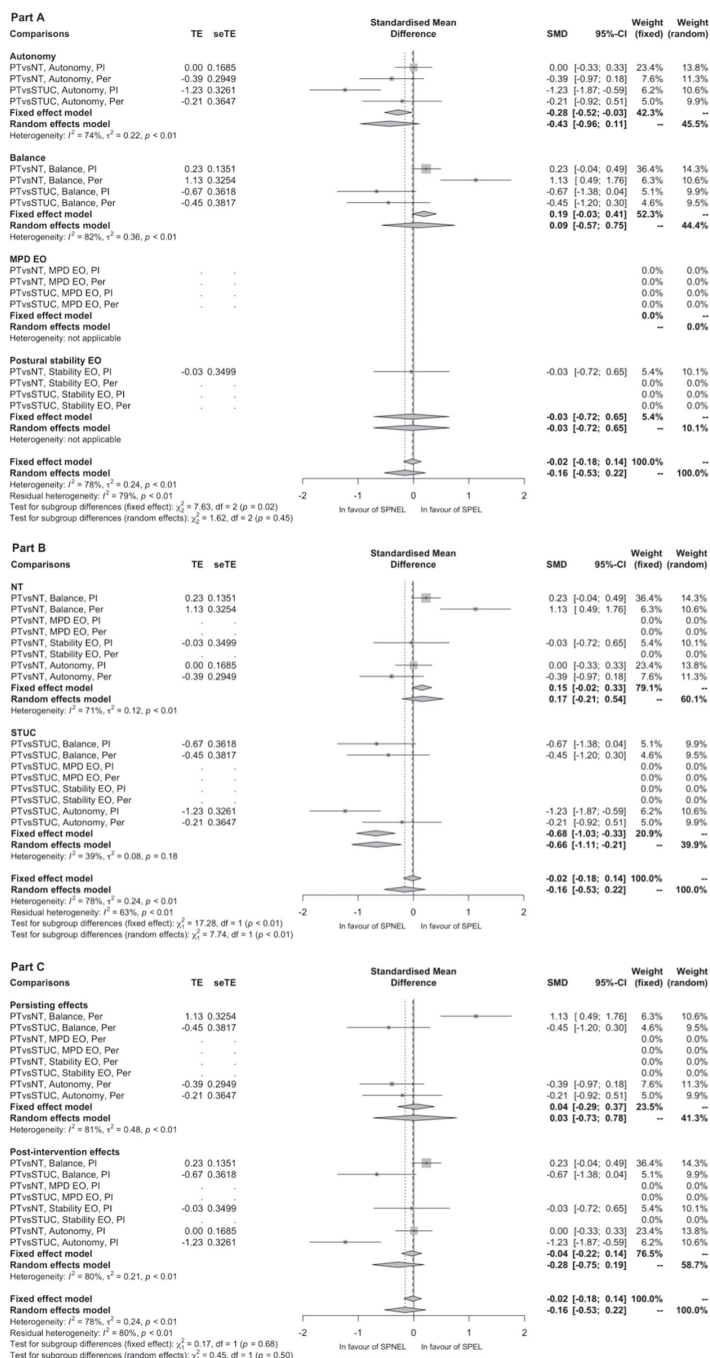 Part A
Comparisons TE seTE Standardised Mean Difference SMD 95%-CI Weight (fixed) Weight (random)
Autonomy
PTvsNT, Autonomy, PI 0.00 0.1685 0.00 [-0.33; 0.33] 23.4% 13.8%
PTvsNT, Autonomy, Per -0.39 0.2949 -0.39 [-0.97; 0.18] 7.6% 11.3%
PTvsSTUC, Autonomy, PI -1.23 0.3261 -1.23 [-1.87; -0.59] 6.2% 10.6%
PTvsSTUC, Autonomy, Per -0.21 0.3647 -0.21 [-0.92; 0.51] 5.0% 9.9%
Fixed effect model -0.28 [-0.52; -0.03] 42.3% --
Random effects model -0.43 [-0.96; 0.11] -- 45.5%
Heterogeneity: I² = 74%, τ² = 0.22, p < 0.01
Balance
PTvsNT, Balance, PI 0.23 0.1351 0.23 [-0.04; 0.49] 36.4% 14.3%
PTvsNT, Balance, Per 1.13 0.3254 1.13 [ 0.49; 1.76] 6.3% 10.6%
PTvsSTUC, Balance, PI -0.67 0.3618 -0.67 [-1.38; 0.04] 5.1% 9.9%
PTvsSTUC, Balance, Per -0.45 0.3817 -0.45 [-1.20; 0.30] 4.6% 9.5%
Fixed effect model 0.19 [-0.03; 0.41] 52.3% --
Random effects model 0.09 [-0.57; 0.75] -- 44.4%
Heterogeneity: I² = 82%, τ² = 0.36, p < 0.01
MPD EO
PTvsNT, MPD EO, PI . . 0.0% 0.0%
PTvsNT, MPD EO, Per . . 0.0% 0.0%
PTvsSTUC, MPD EO, PI . . 0.0% 0.0%
PTvsSTUC, MPD EO, Per . . 0.0% 0.0%
Fixed effect model 0.0% --
Random effects model -- 0.0%
Heterogeneity: not applicable
Postural stability EO
PTvsNT, Stability EO, PI -0.03 0.3499 -0.03 [-0.72; 0.65] 5.4% 10.1%
PTvsNT, Stability EO, Per . . 0.0% 0.0%
PTvsSTUC, Stability EO, PI . . 0.0% 0.0%
PTvsSTUC, Stability EO, Per . . 0.0% 0.0%
Fixed effect model -0.03 [-0.72; 0.65] 5.4% --
Random effects model -0.03 [-0.72; 0.65] -- 10.1%
Heterogeneity: not applicable
Fixed effect model -0.02 [-0.18; 0.14] 100.0% --
Random effects model -0.16 [-0.53; 0.22] -- 100.0%
Heterogeneity: I² = 78%, τ² = 0.24, p < 0.01
Residual heterogeneity: I² = 79%, p < 0.01
Test for subgroup differences (fixed effect): χ²₂ = 7.63, df = 2 (p = 0.02)
Test for subgroup differences (random effects): χ²₂ = 1.62, df = 2 (p = 0.45)
-2 -1 0 1 2
In favour of SPNEL In favour of SPEL
Part B
Comparisons TE seTE Standardised Mean Difference SMD 95%-CI Weight (fixed) Weight (random)
NT
PTvsNT, Balance, PI 0.23 0.1351 0.23 [-0.04; 0.49] 36.4% 14.3%
PTvsNT, Balance, Per 1.13 0.3254 1.13 [ 0.49; 1.76] 6.3% 10.6%
PTvsNT, MPD EO, PI . . 0.0% 0.0%
PTvsNT, MPD EO, Per . . 0.0% 0.0%
PTvsNT, Stability EO, PI -0.03 0.3499 -0.03 [-0.72; 0.65] 5.4% 10.1%
PTvsNT, Stability EO, Per . . 0.0% 0.0%
PTvsNT, Autonomy, PI 0.00 0.1685 0.00 [-0.33; 0.33] 23.4% 13.8%
PTvsNT, Autonomy, Per -0.39 0.2949 -0.39 [-0.97; 0.18] 7.6% 11.3%
Fixed effect model 0.15 [-0.02; 0.33] 79.1% --
Random effects model 0.17 [-0.21; 0.54] -- 60.1%
Heterogeneity: I² = 71%, τ² = 0.12, p < 0.01
STUC
PTvsSTUC, Balance, PI -0.67 0.3618 -0.67 [-1.38; 0.04] 5.1% 9.9%
PTvsSTUC, Balance, Per -0.45 0.3817 -0.45 [-1.20; 0.30] 4.6% 9.5%
PTvsSTUC, MPD EO, PI . . 0.0% 0.0%
PTvsSTUC, MPD EO, Per . . 0.0% 0.0%
PTvsSTUC, Stability EO, PI . . 0.0% 0.0%
PTvsSTUC, Stability EO, Per . . 0.0% 0.0%
PTvsSTUC, Autonomy, PI -1.23 0.3261 -1.23 [-1.87; -0.59] 6.2% 10.6%
PTvsSTUC, Autonomy, Per -0.21 0.3647 -0.21 [-0.92; 0.51] 5.0% 9.9%
Fixed effect model -0.68 [-1.03; -0.33] 20.9% --
Random effects model -0.66 [-1.11; -0.21] -- 39.9%
Heterogeneity: I² = 39%, τ² = 0.08, p = 0.18
Fixed effect model -0.02 [-0.18; 0.14] 100.0% --
Random effects model -0.16 [-0.53; 0.22] -- 100.0%
Heterogeneity: I² = 78%, τ² = 0.24, p < 0.01
Residual heterogeneity: I² = 63%, p < 0.01
Test for subgroup differences (fixed effect): χ²₁ = 17.28, df = 1 (p < 0.01)
Test for subgroup differences (random effects): χ²₁ = 7.74, df = 1 (p < 0.01)
-2 -1 0 1 2
In favour of SPNEL In favour of SPEL
Part C
Comparisons TE seTE Standardised Mean Difference SMD 95%-CI Weight (fixed) Weight (random)
Persisting effects
PTvsNT, Balance, Per 1.13 0.3254 1.13 [ 0.49; 1.76] 6.3% 10.6%
PTvsSTUC, Balance, Per -0.45 0.3817 -0.45 [-1.20; 0.30] 4.6% 9.5%
PTvsNT, MPD EO, Per . . 0.0% 0.0%
PTvsSTUC, MPD EO, Per . . 0.0% 0.0%
PTvsNT, Stability EO, Per . . 0.0% 0.0%
PTvsSTUC, Stability EO, Per . . 0.0% 0.0%
PTvsNT, Autonomy, Per -0.39 0.2949 -0.39 [-0.97; 0.18] 7.6% 11.3%
PTvsSTUC, Autonomy, Per -0.21 0.3647 -0.21 [-0.92; 0.51] 5.0% 9.9%
Fixed effect model 0.04 [-0.29; 0.37] 23.5% --
Random effects model 0.03 [-0.73; 0.78] -- 41.3%
Heterogeneity: I² = 81%, τ² = 0.48, p < 0.01
Post-intervention effects
PTvsNT, Balance, PI 0.23 0.1351 0.23 [-0.04; 0.49] 36.4% 14.3%
PTvsSTUC, Balance, PI -0.67 0.3618 -0.67 [-1.38; 0.04] 5.1% 9.9%
PTvsNT, MPD EO, PI . . 0.0% 0.0%
PTvsSTUC, MPD EO, PI . . 0.0% 0.0%
PTvsNT, Stability EO, PI -0.03 0.3499 -0.03 [-0.72; 0.65] 5.4% 10.1%
PTvsSTUC, Stability EO, PI . . 0.0% 0.0%
PTvsNT, Autonomy, PI 0.00 0.1685 0.00 [-0.33; 0.33] 23.4% 13.8%
PTvsSTUC, Autonomy, PI -1.23 0.3261 -1.23 [-1.87; -0.59] 6.2% 10.6%
Fixed effect model -0.04 [-0.22; 0.14] 76.5% --
Random effects model -0.28 [-0.75; 0.19] -- 58.7%
Heterogeneity: I² = 80%, τ² = 0.21, p < 0.01
Fixed effect model -0.02 [-0.18; 0.14] 100.0% --
Random effects model -0.16 [-0.53; 0.22] -- 100.0%
Heterogeneity: I² = 78%, τ² = 0.24, p < 0.01
Residual heterogeneity: I² = 80%, p < 0.01
Test for subgroup differences (fixed effect): χ²₁ = 0.17, df = 1 (p = 0.68)
Test for subgroup differences (random effects): χ²₁ = 0.45, df = 1 (p = 0.50)
-2 -1 0 1 2
In favour of SPNEL In favour of SPEL